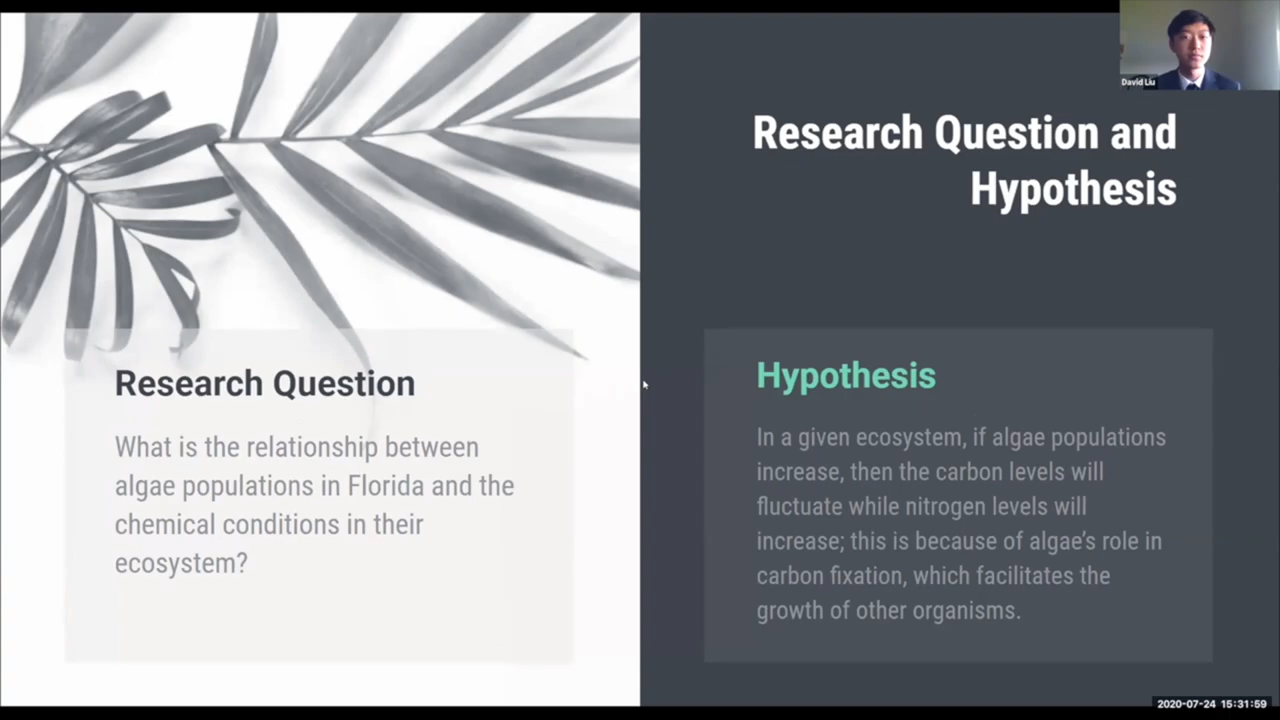 David Liu
Research Question and
Hypothesis
Research Question
What is the relationship between
algae populations in Florida and the
chemical conditions in their
ecosystem?
Hypothesis
In a given ecosystem, if algae populations
increase, then the carbon levels will
fluctuate while nitrogen levels will
increase; this is because of algae's role in
carbon fixation, which facilitates the
growth of other organisms.
2020-07-24 15:31:59